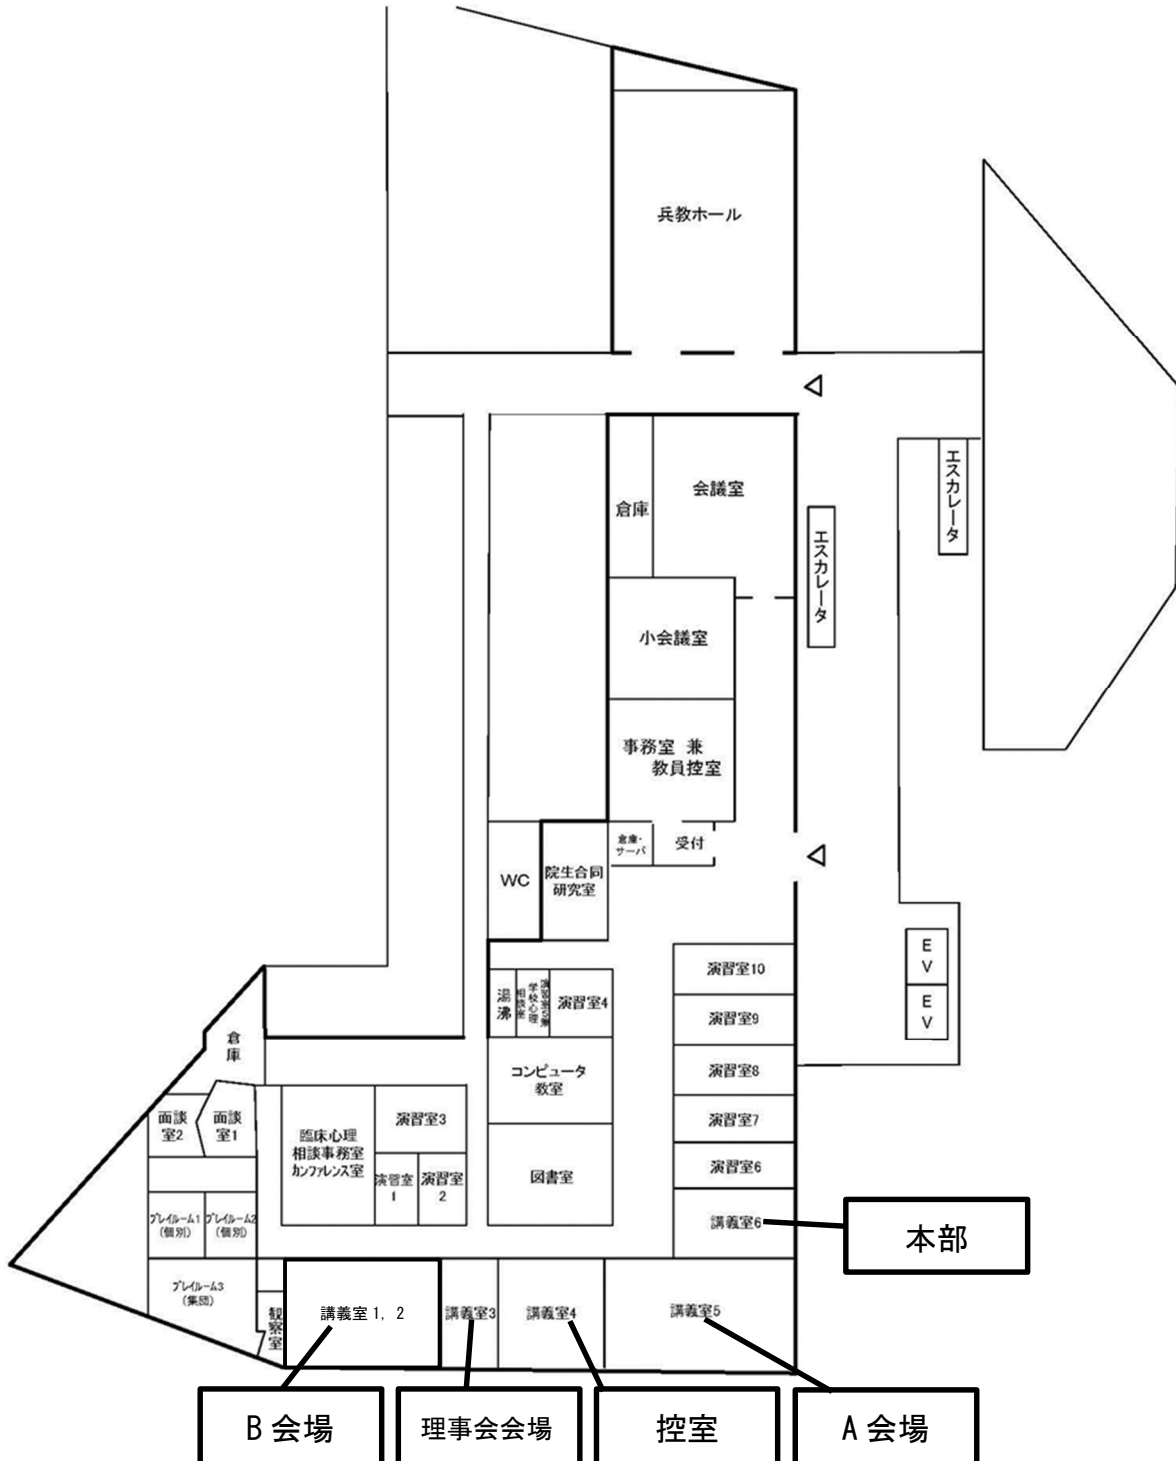 兵教ホール
倉庫
会議室
エスカレータ
エスカレータ
小会議室
事務室 兼
教員控室
倉庫・
サーバ
受付
WC
院生合同
研究室
EV
EV
演習室10
演習室9
演習室8
演習室7
演習室6
講義室6
本部
湯沸
学校心理
相談室
演習室4
コンピュータ
教室
図書室
倉庫
面談
室2
面談
室1
臨床心理
相談事務室
カンファレンス室
演習室3
演習室
1
演習室
2
プレイルーム1
(個別)
プレイルーム2
(個別)
プレイルーム3
(集団)
観察室
講義室 1, 2
講義室3
講義室4
講義室5
B 会場
理事会会場
控室
A 会場